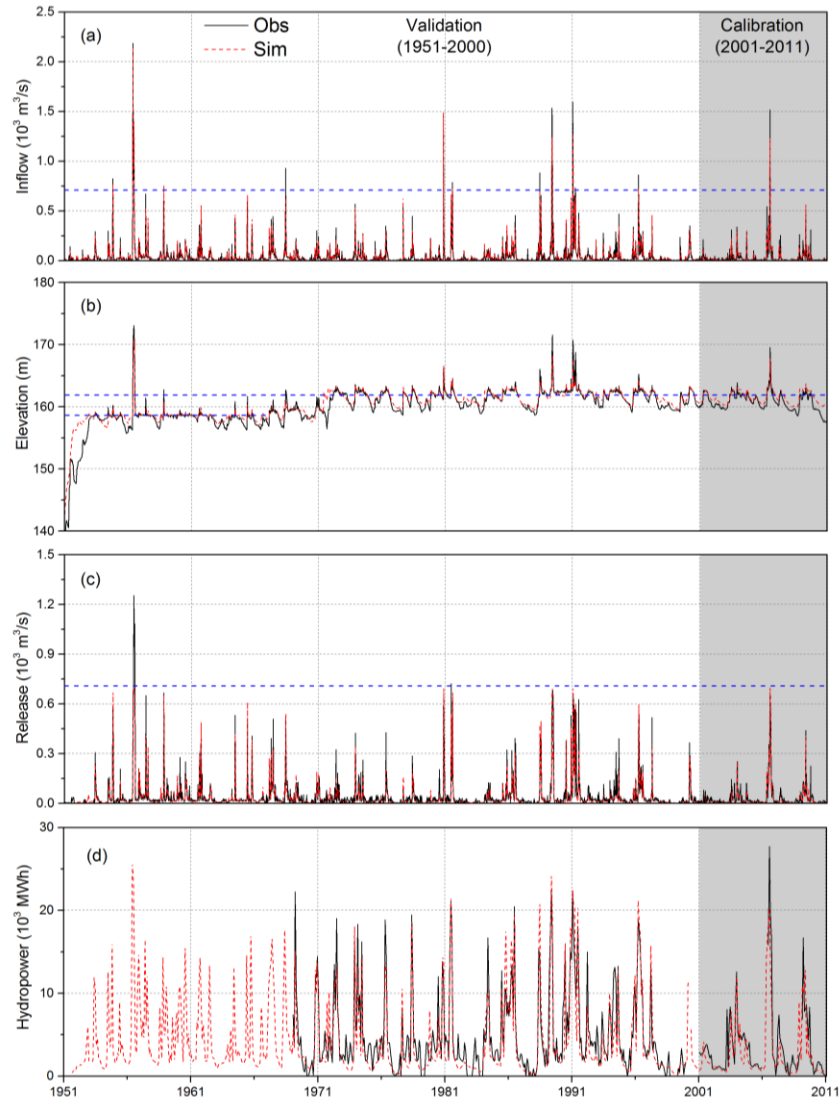 (a)
Obs
Sim
Validation
(1951-2000)
Calibration
(2001-2011)
Inflow (10³ m³/s)
2.5
2.0
1.5
1.0
0.5
0.0
(b)
Elevation (m)
180
170
160
150
140
(c)
Release (10³ m³/s)
1.5
1.2
0.9
0.6
0.3
0.0
(d)
Hydropower (10³ MWh)
30
20
10
0
1951 1961 1971 1981 1991 2001 2011